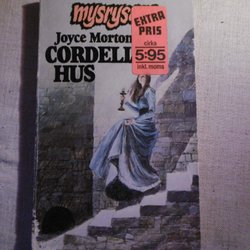 mysrys
EXTRA
PRIS
cirka
5:95
inkl. moms
Joyce Morton
CORDELI
HUS